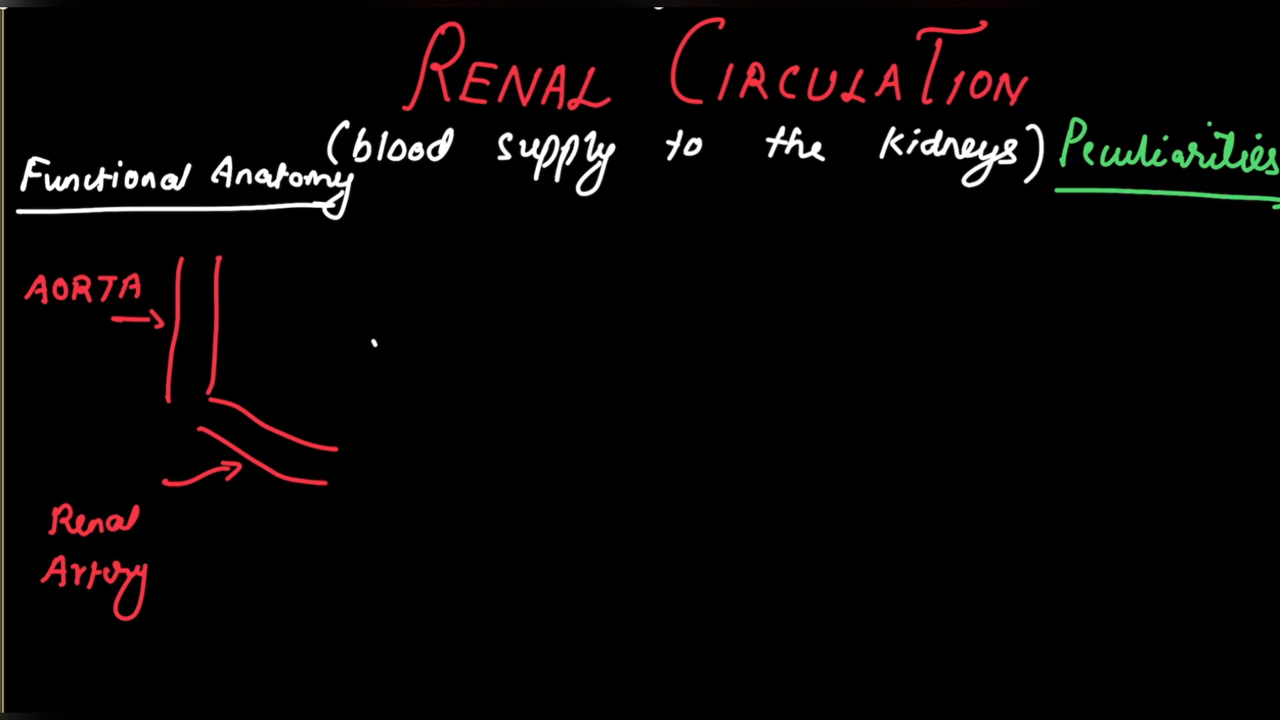 RENAL CIRCULATION
(blood supply to the kidneys)
Peculiarities
Functional Anatomy
AORTA
Renal
Artery